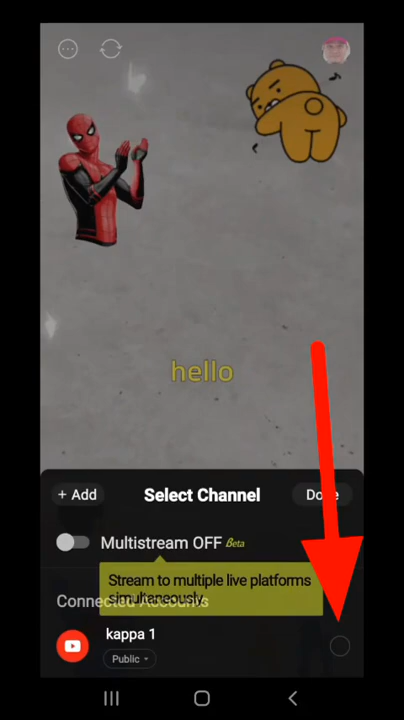 hello
+ Add
Select Channel
Done
Multistream OFF Beta
Stream to multiple live platforms
simultaneously
Connected Accounts
kappa 1
Public